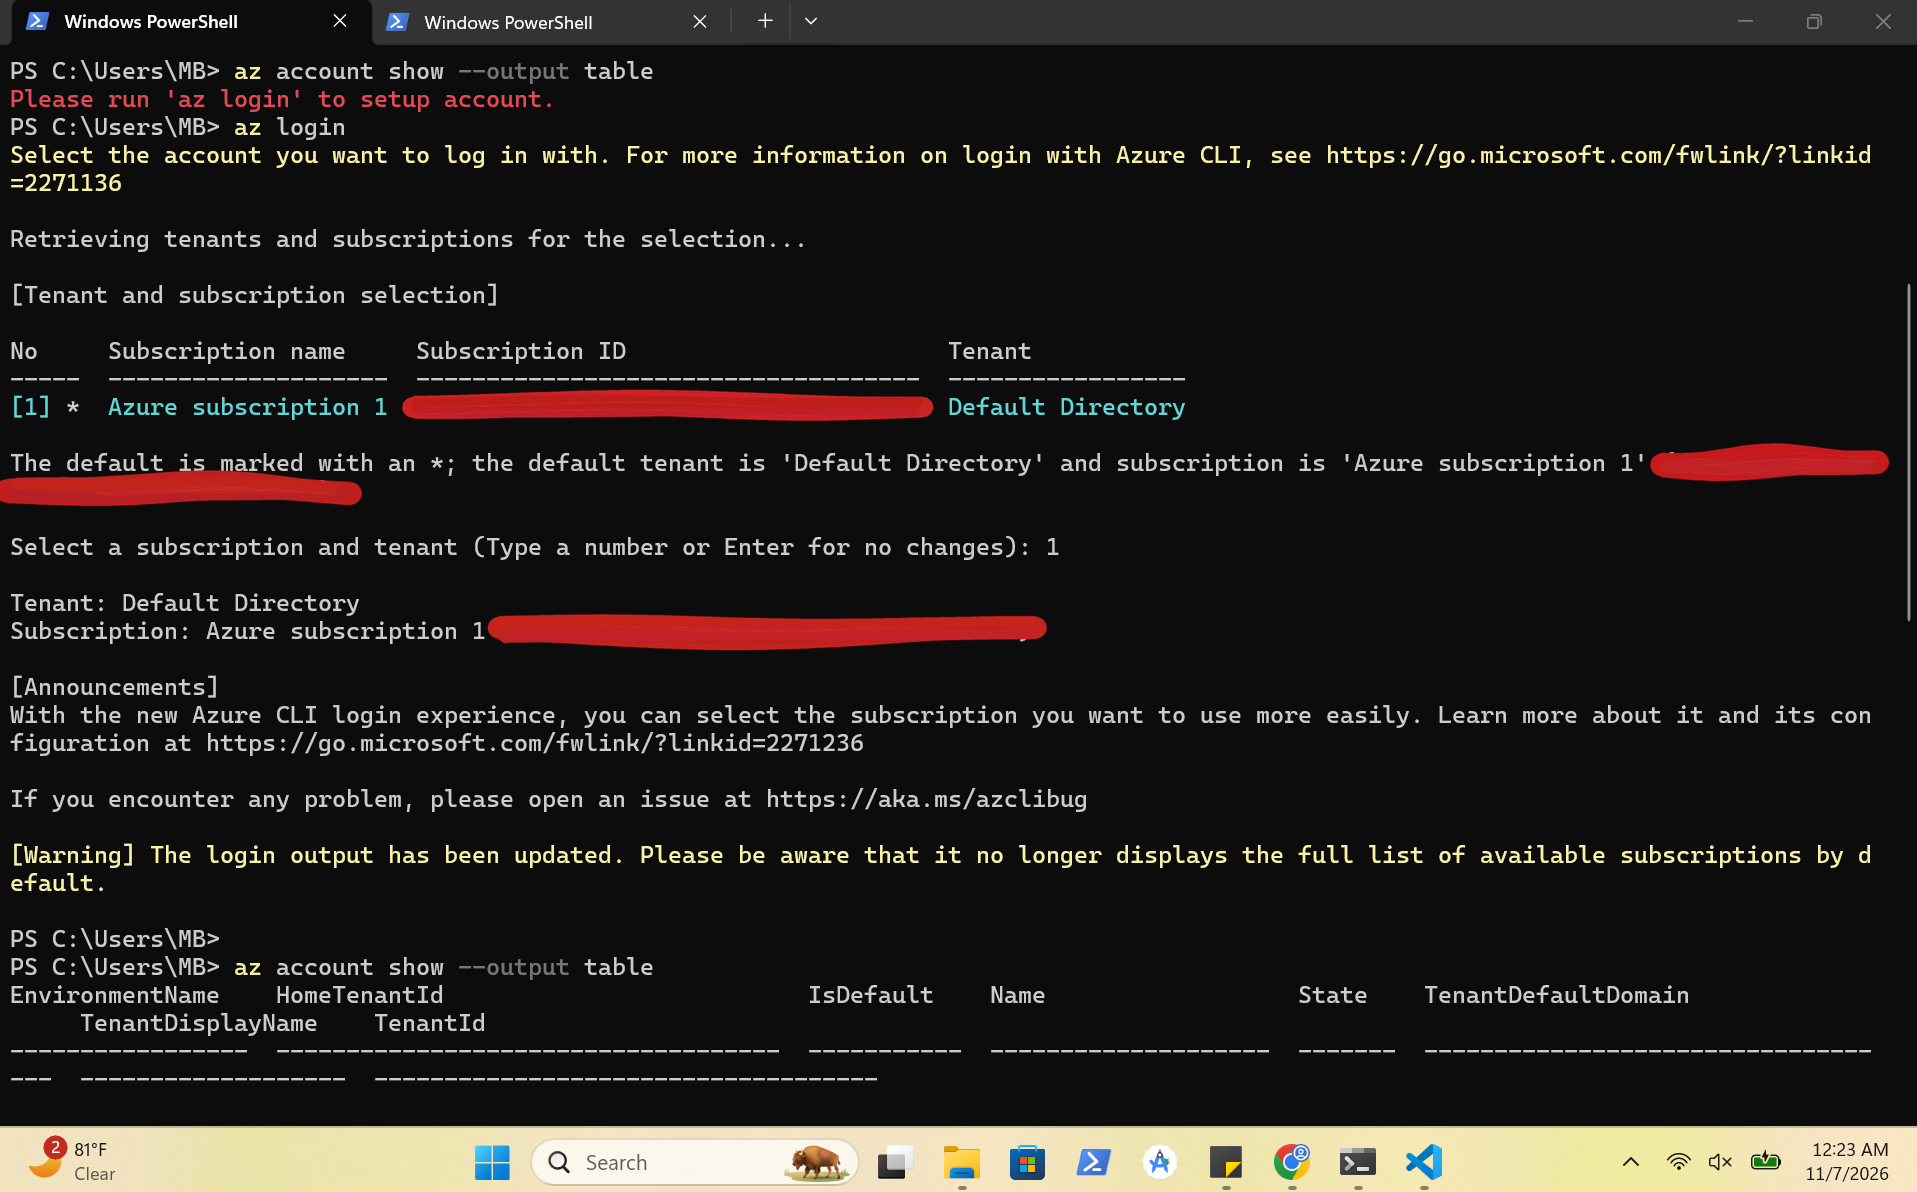 Windows PowerShell
Windows PowerShell
PS C:\Users\MB> az account show --output table
Please run 'az login' to setup account.
PS C:\Users\MB> az login
Select the account you want to log in with. For more information on login with Azure CLI, see https://go.microsoft.com/fwlink/?linkid
=2271136
Retrieving tenants and subscriptions for the selection...
[Tenant and subscription selection]
No     Subscription name     Subscription ID                       Tenant
-----  --------------------  ------------------------------------  -----------------
[1] *  Azure subscription 1  Default Directory
The default is marked with an *; the default tenant is 'Default Directory' and subscription is 'Azure subscription 1'
Select a subscription and tenant (Type a number or Enter for no changes): 1
Tenant: Default Directory
Subscription: Azure subscription 1
[Announcements]
With the new Azure CLI login experience, you can select the subscription you want to use more easily. Learn more about it and its con
figuration at https://go.microsoft.com/fwlink/?linkid=2271236
If you encounter any problem, please open an issue at https://aka.ms/azclibug
[Warning] The login output has been updated. Please be aware that it no longer displays the full list of available subscriptions by d
efault.
PS C:\Users\MB>
PS C:\Users\MB> az account show --output table
EnvironmentName    HomeTenantId                          IsDefault    Name                  State    TenantDefaultDomain
     TenantDisplayName    TenantId
-----------------  ------------------------------------  -----------  --------------------  -------  --------------------------------
---  -------------------  ------------------------------------
2
81°F
Clear
Search
12:23 AM
11/7/2026